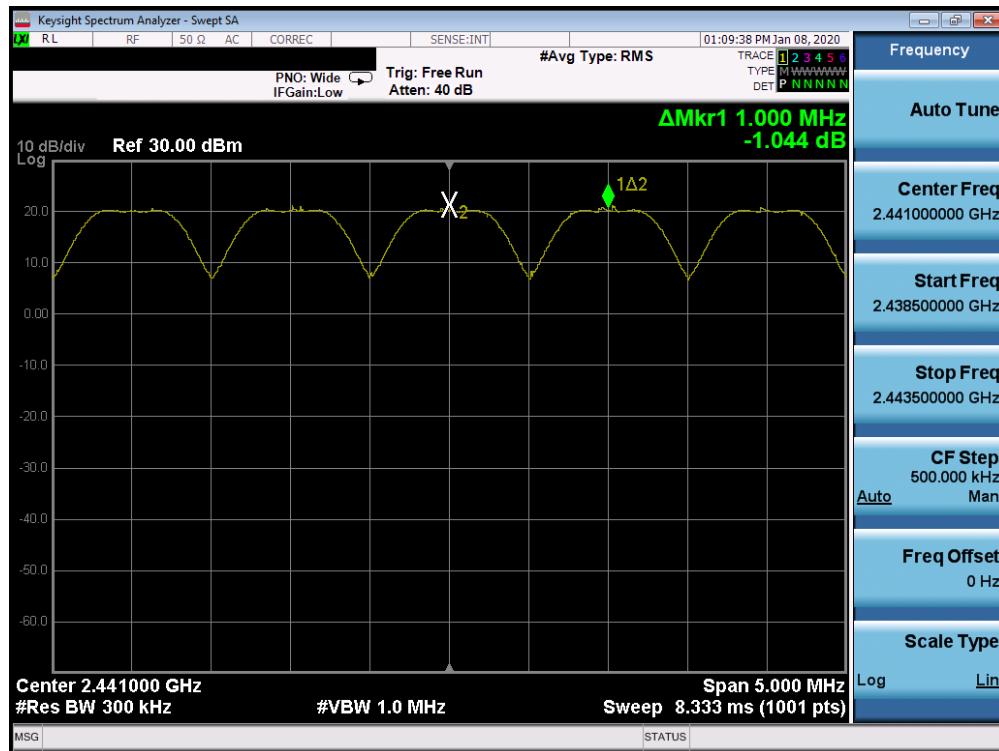 Keysight Spectrum Analyzer - Swept SA
LXI RL RF 50 Ω AC CORREC SENSE:INT 01:09:38 PM Jan 08, 2020
#Avg Type: RMS
TRACE 1 2 3 4 5 6
PNO: Wide Trig: Free Run
TYPE M WWWWW
IFGain:Low Atten: 40 dB
DET P N N N N N
ΔMkr1 1.000 MHz
-1.044 dB
10 dB/div Ref 30.00 dBm
Log
1Δ2
X2
20.0
10.0
0.00
-10.0
-20.0
-30.0
-40.0
-50.0
-60.0
Center 2.441000 GHz Span 5.000 MHz
#Res BW 300 kHz #VBW 1.0 MHz Sweep 8.333 ms (1001 pts)
MSG STATUS
Frequency
Auto Tune
Center Freq
2.441000000 GHz
Start Freq
2.438500000 GHz
Stop Freq
2.443500000 GHz
CF Step
500.000 kHz
Auto Man
Freq Offset
0 Hz
Scale Type
Log Lin